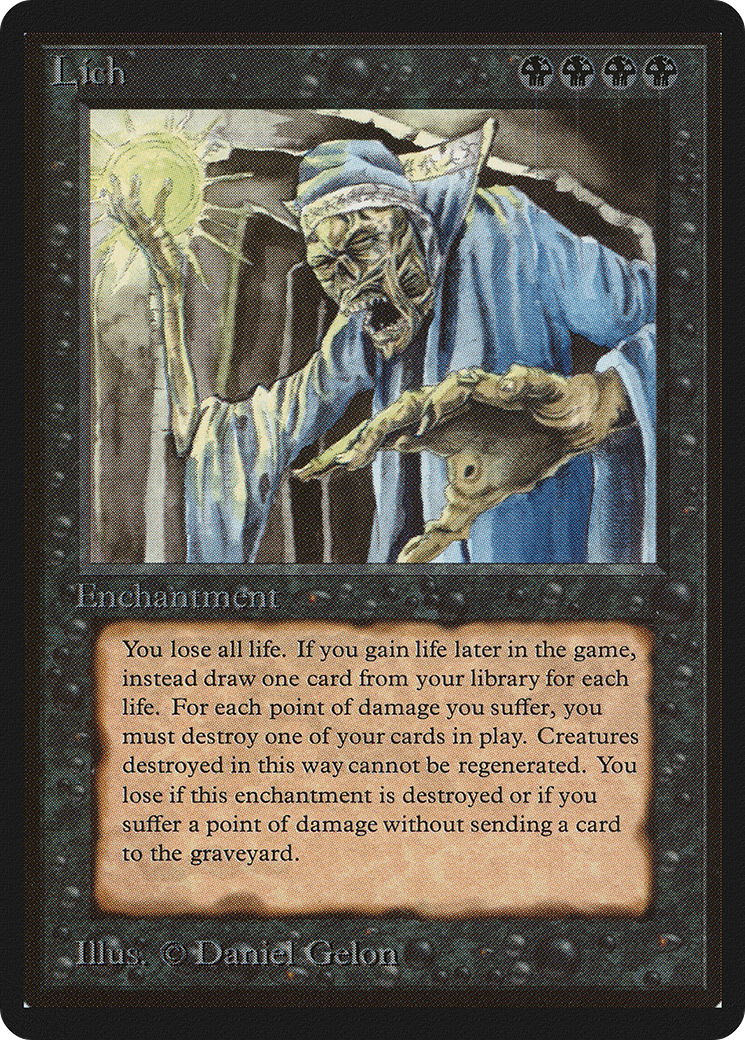 Lich
Enchantment
You lose all life. If you gain life later in the game,
instead draw one card from your library for each
life. For each point of damage you suffer, you
must destroy one of your cards in play. Creatures
destroyed in this way cannot be regenerated. You
lose if this enchantment is destroyed or if you
suffer a point of damage without sending a card
to the graveyard.
Illus. © Daniel Gelon